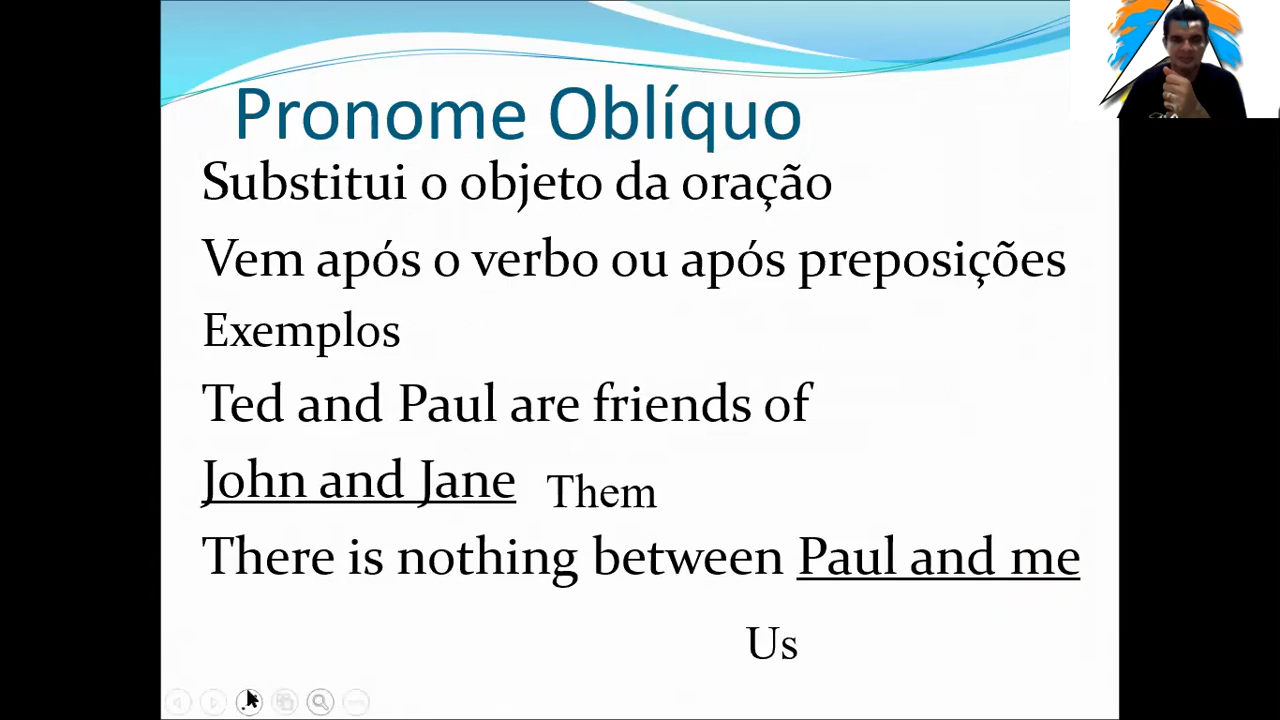 Pronome Oblíquo
Substitui o objeto da oração
Vem após o verbo ou após preposições
Exemplos
Ted and Paul are friends of
John and Jane Them
There is nothing between Paul and me
Us